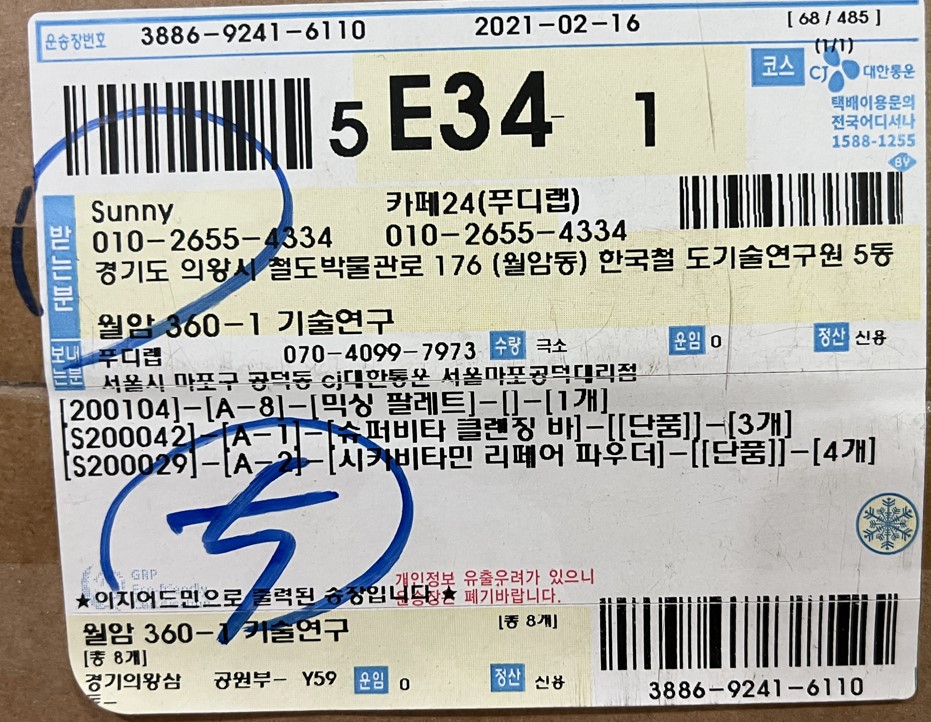 운송장번호 3886-9241-6110 2021-02-16 [ 68 / 485 ]
(1/1)
코스 CJ 대한통운
5 E34- 1
택배이용문의
전국어디서나
1588-1255
BY
받는분
Sunny 카페24(푸디랩)
010-2655-4334 010-2655-4334
경기도 의왕시 철도박물관로 176 (월암동) 한국철 도기술연구원 5동
월암 360-1 기술연구
보내는분
푸디랩 070-4099-7973 수량 극소 운임 0 정산 신용
서울시 마포구 공덕동 cj대한통운 서울마포공덕대리점
[200104]-[A-8]-[믹싱 팔레트]-[]-[1개]
[S200042]-[A-1]-[슈퍼비타 클렌징 바]-[[단품]]-[3개]
[S200029]-[A-2]-[시카비타민 리페어 파우더]-[[단품]]-[4개]
5
GRP
개인정보 유출우려가 있으니
운송장은 폐기바랍니다.
★이지어드민으로 출력된 송장입니다 ★
월암 360-1 기술연구 [총 8개]
[총 8개]
경기의왕삼 공원부- Y59 운임 0 정산 신용
3886-9241-6110